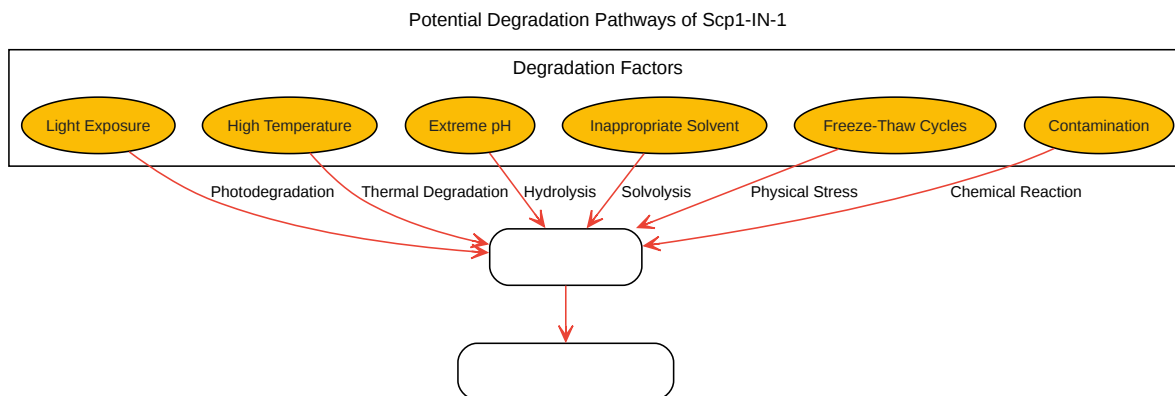 Potential Degradation Pathways of Scp1-IN-1
Degradation Factors
Light Exposure
High Temperature
Extreme pH
Inappropriate Solvent
Freeze-Thaw Cycles
Contamination
Photodegradation
Thermal Degradation
Hydrolysis
Solvolysis
Physical Stress
Chemical Reaction